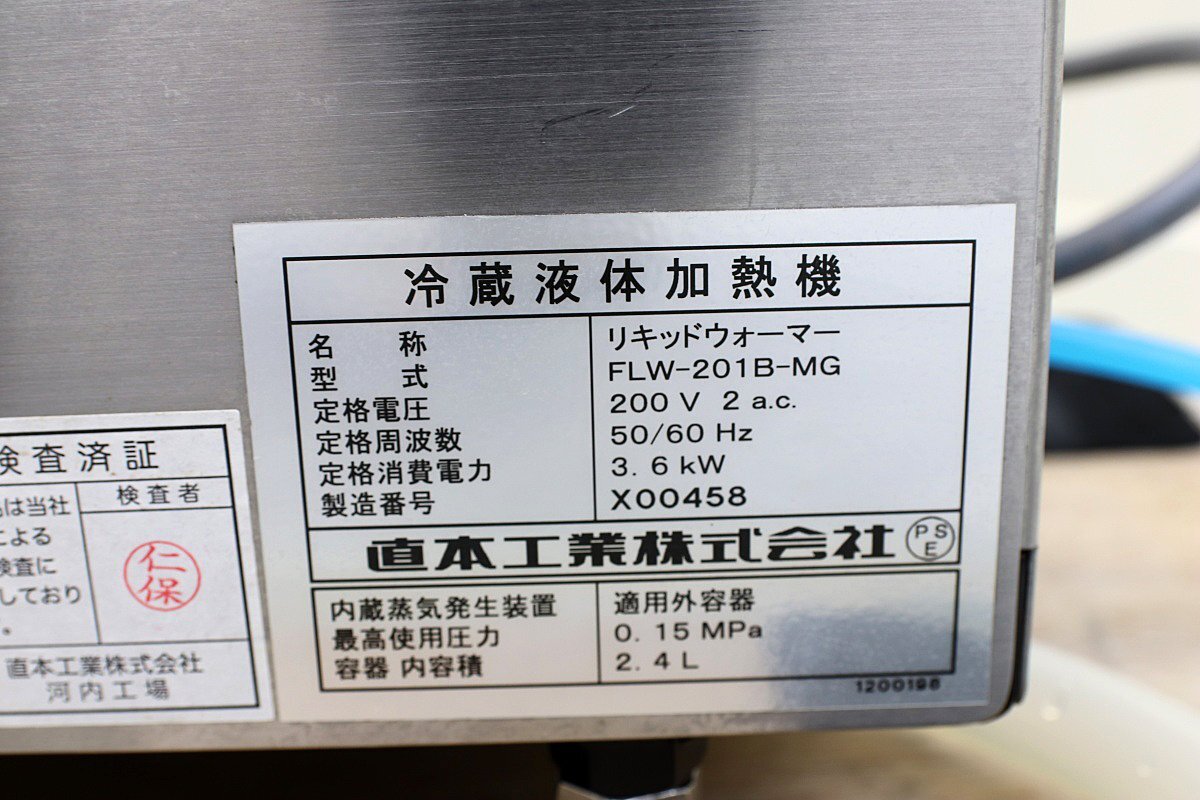 冷蔵液体加熱機
名称 リキッドウォーマー
型式 FLW-201B-MG
定格電圧 200 V 2 a.c.
定格周波数 50/60 Hz
定格消費電力 3.6 kW
製造番号 X00458
直本工業株式会社 PSE
内蔵蒸気発生装置 適用外容器
最高使用圧力 0.15 MPa
容器 内容積 2.4 L
1200198
検査済証
検査者
は当社
による
検査に
しており
。
仁保
直本工業株式会社
河内工場